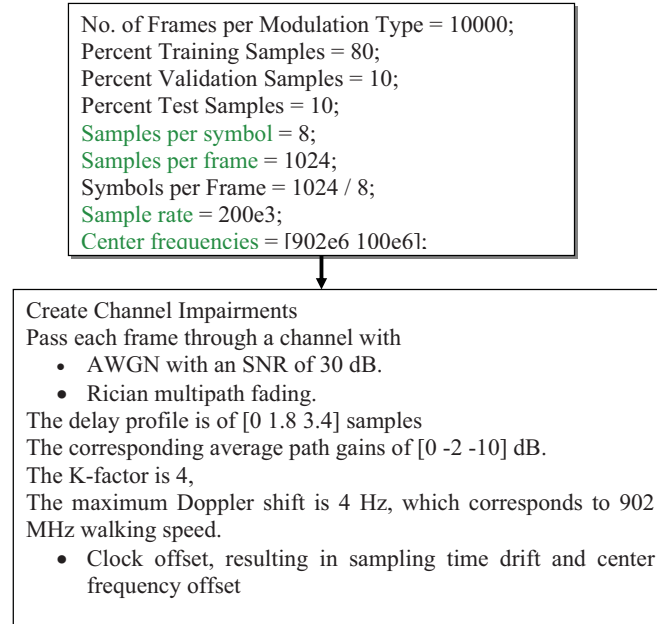 No. of Frames per Modulation Type = 10000;
Percent Training Samples = 80;
Percent Validation Samples = 10;
Percent Test Samples = 10;
Samples per symbol = 8;
Samples per frame = 1024;
Symbols per Frame = 1024 / 8;
Sample rate = 200e3;
Center frequencies = [902e6 100e6];
Create Channel Impairments
Pass each frame through a channel with
• AWGN with an SNR of 30 dB.
• Rician multipath fading.
The delay profile is of [0 1.8 3.4] samples
The corresponding average path gains of [0 -2 -10] dB.
The K-factor is 4,
The maximum Doppler shift is 4 Hz, which corresponds to 902
MHz walking speed.
• Clock offset, resulting in sampling time drift and center
frequency offset